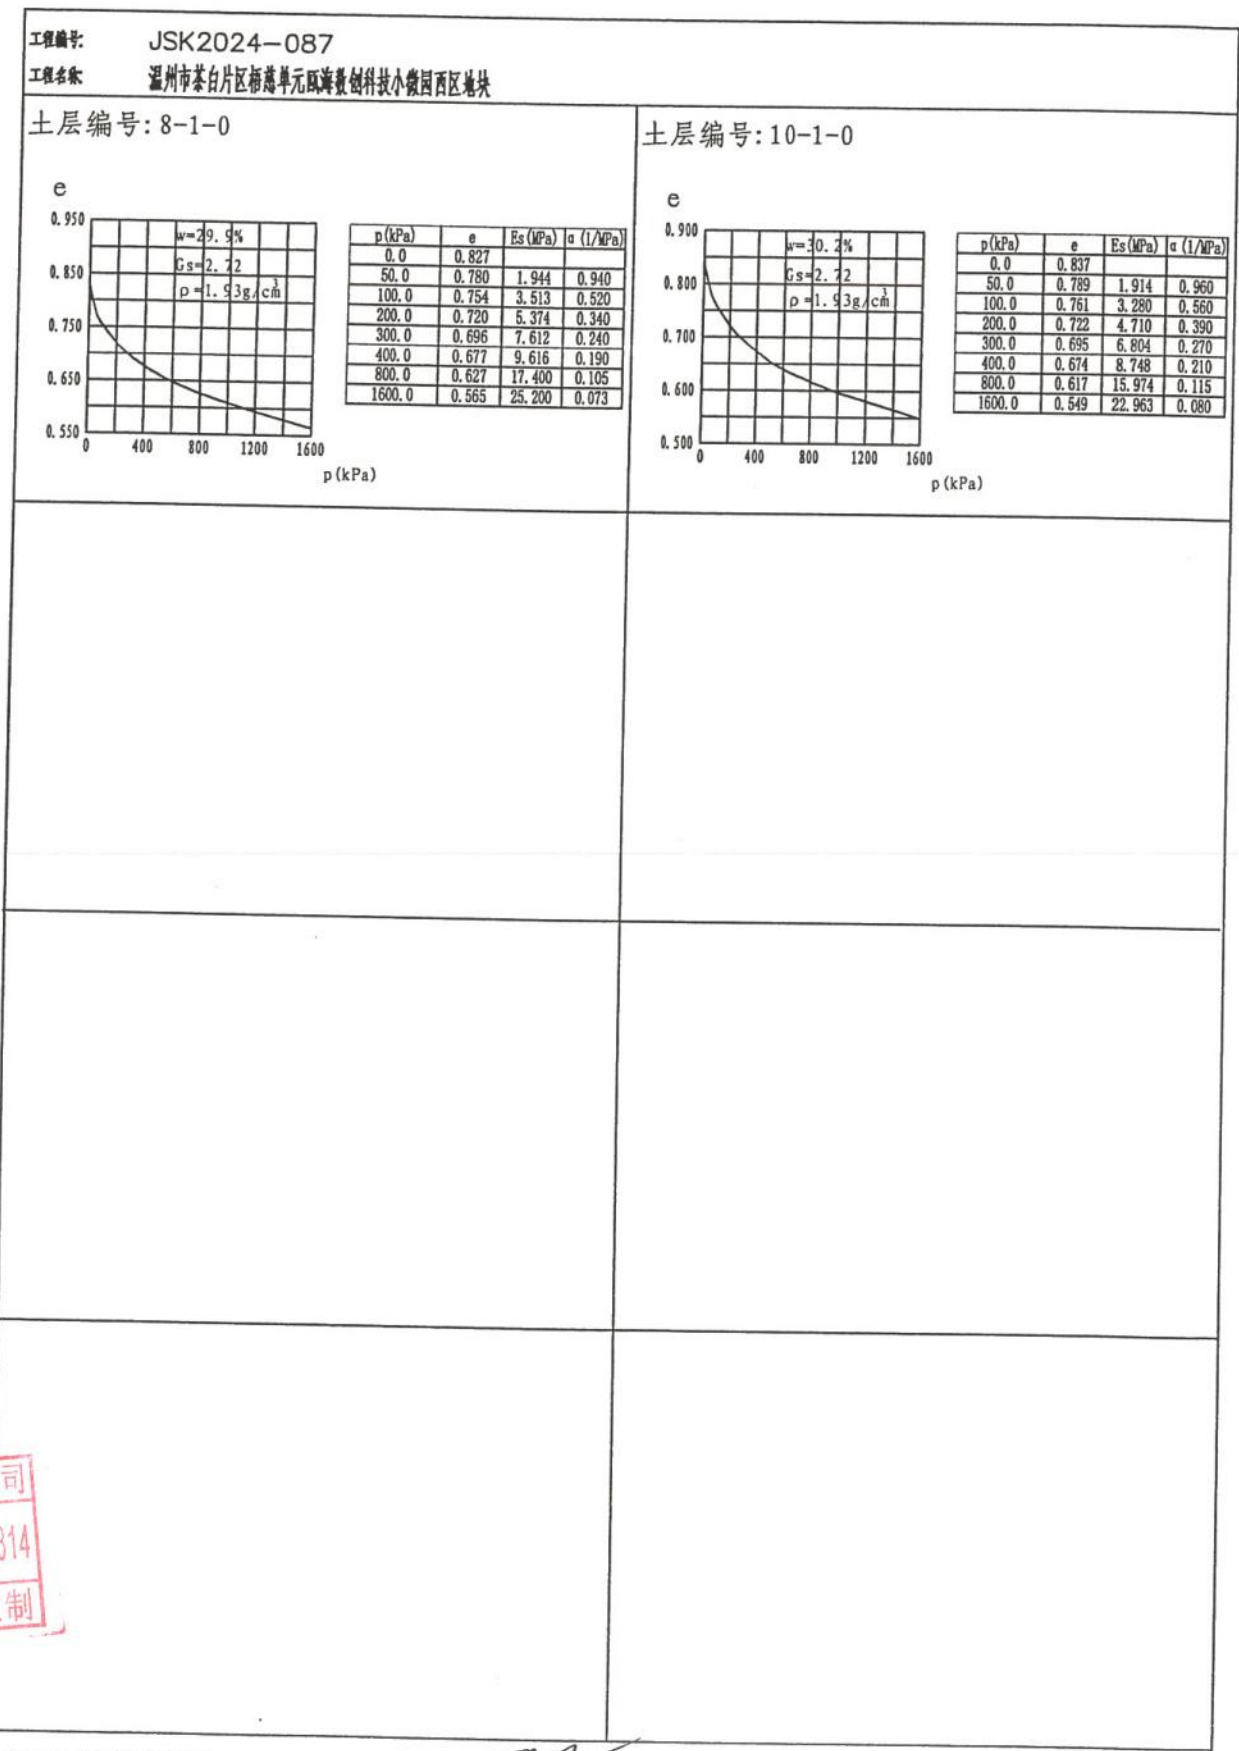 工程编号: JSK2024-087
工程名称: 温州市茶白片区梧慈单元瓯海数创科技小微园西区地块
土层编号:8-1-0
e
0.950
0.850
0.750
0.650
0.550
w=29.9%
Gs=2.72
ρ=1.93g/cm³
0 400 800 1200 1600
p(kPa)
p(kPa) e Es(MPa) α (1/MPa)
0.0 0.827
50.0 0.780 1.944 0.940
100.0 0.754 3.513 0.520
200.0 0.720 5.374 0.340
300.0 0.696 7.612 0.240
400.0 0.677 9.616 0.190
800.0 0.627 17.400 0.105
1600.0 0.565 25.200 0.073
土层编号:10-1-0
e
0.900
0.800
0.700
0.600
0.500
w=30.2%
Gs=2.72
ρ=1.93g/cm³
0 400 800 1200 1600
p(kPa)
p(kPa) e Es(MPa) α (1/MPa)
0.0 0.837
50.0 0.789 1.914 0.960
100.0 0.761 3.280 0.560
200.0 0.722 4.710 0.390
300.0 0.695 6.804 0.270
400.0 0.674 8.748 0.210
800.0 0.617 15.974 0.115
1600.0 0.549 22.963 0.080
司
314
制